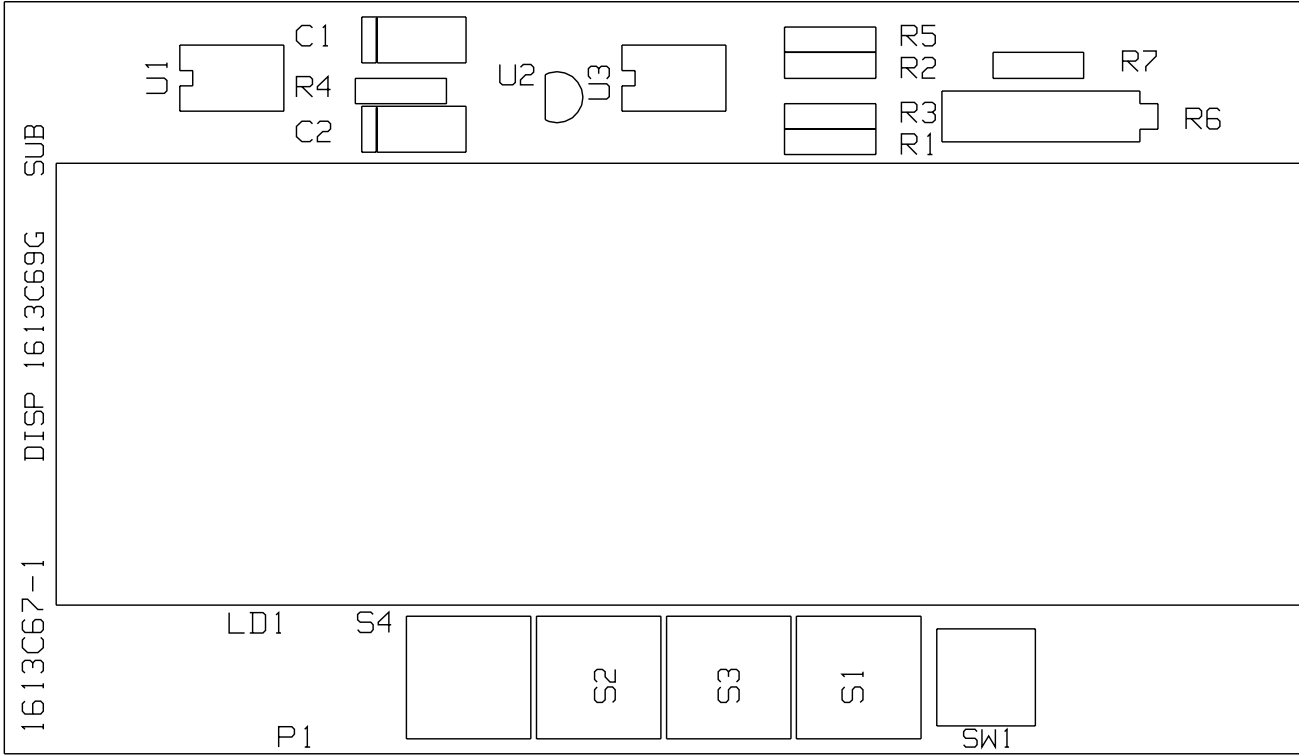 C1
R5
U1
R4
U2
U3
R2
R7
C2
R3
R6
R1
1613C67-1 DISP 1613C69G SUB
LD1
S4
S2
S3
S1
P1
SW1